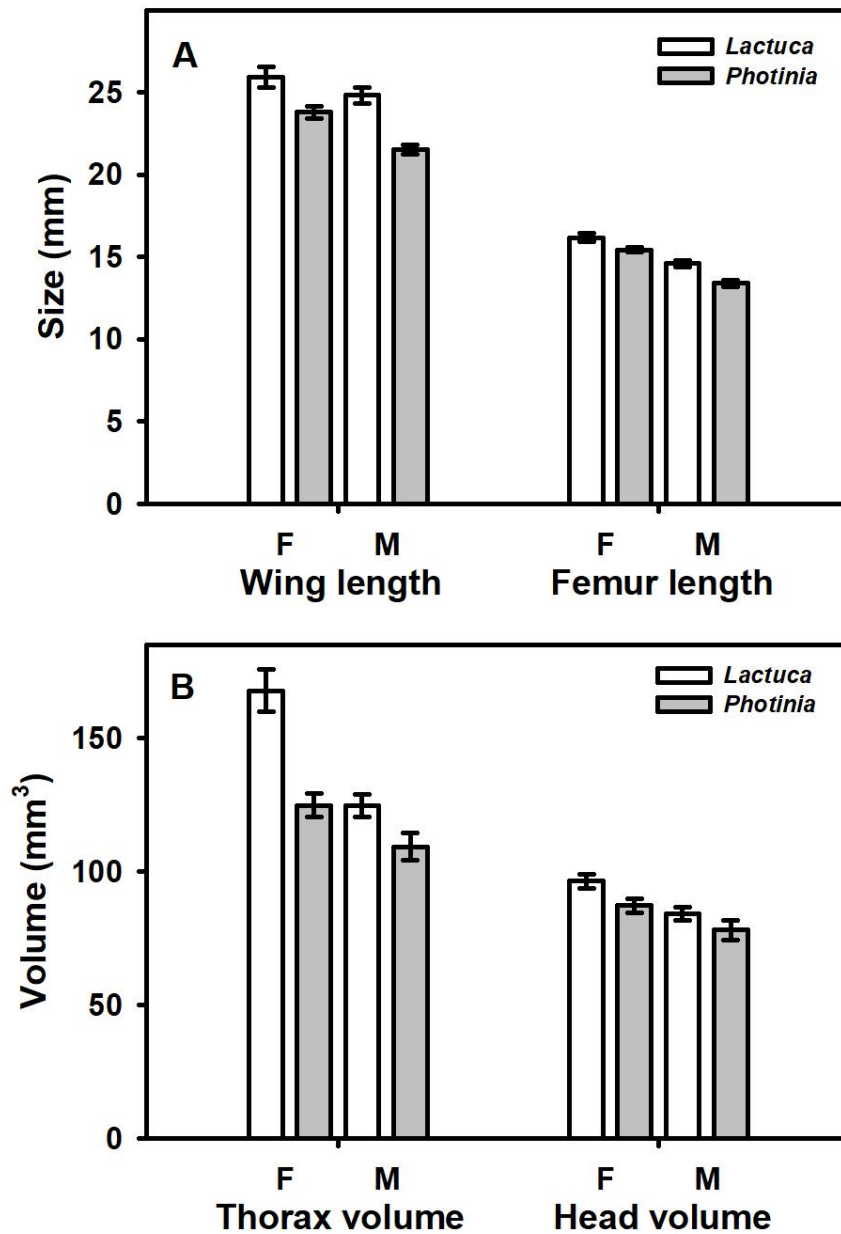 A
Lactuca
Photinia
25
20
15
10
5
0
Size (mm)
F M F M
Wing length Femur length
B
Lactuca
Photinia
150
100
50
0
Volume (mm³)
F M F M
Thorax volume Head volume